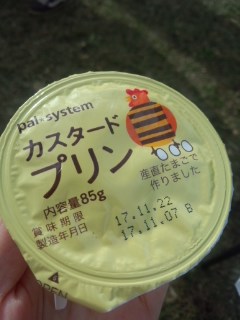 pal*system
カスタード
プリン
産直たまごで
作りました
内容量85g
賞味期限 17.11.22
製造年月日 17.11.07 B
OPEN